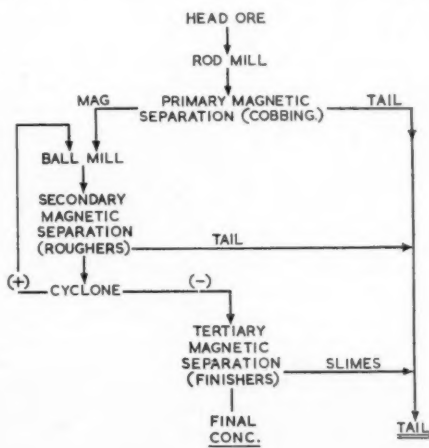 HEAD ORE
ROD MILL
MAG
PRIMARY MAGNETIC
SEPARATION (COBBING.)
TAIL
BALL MILL
SECONDARY
MAGNETIC
SEPARATION
(ROUGHERS)
TAIL
(+)
CYCLONE
(-)
TERTIARY
MAGNETIC
SEPARATION
(FINISHERS)
SLIMES
FINAL
CONC.
TAIL